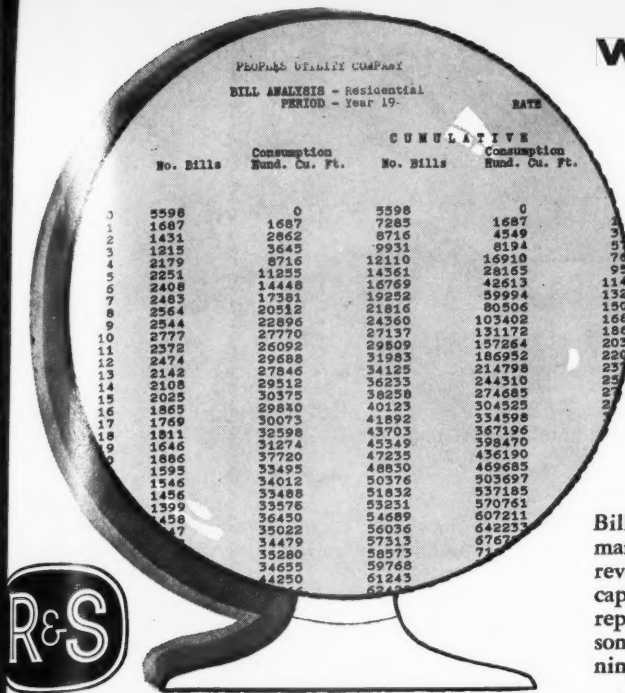 W
PEOPLES UTILITY COMPANY
BILL ANALYSIS - Residential
PERIOD - Year 19- RATE
CUMULATIVE
No. Bills Consumption Hund. Cu. Ft. No. Bills Consumption Hund. Cu. Ft.
0 5598 0 5598 0
1 1687 1687 7285 1687
2 1431 2862 8716 4549
3 1215 3645 9931 8194
4 2179 8716 12110 16910
5 2251 11255 14361 28165
6 2408 14448 16769 42613
7 2483 17381 19252 59994
8 2564 20512 21816 80506
9 2544 22896 24360 103402
10 2777 27770 27137 131172
11 2372 26092 29509 157264
12 2474 29688 31983 186952
13 2142 27846 34125 214798
14 2108 29512 36233 244310
15 2025 30375 38258 274685
16 1865 29840 40123 304525
17 1769 30073 41892 334598
18 1811 32598 43703 367196
9 1646 31274 45349 398470
1886 37720 47235 436190
1595 33495 48830 469685
1546 34012 50376 503697
1456 33488 51832 537185
1399 33576 53231 570761
1458 36450 54689 607211
35022 56036 642233
34479 57313
35280 58573
34655 59768
44250 61243
R&S
Bill
mar
rev
cap
rep
son
nin